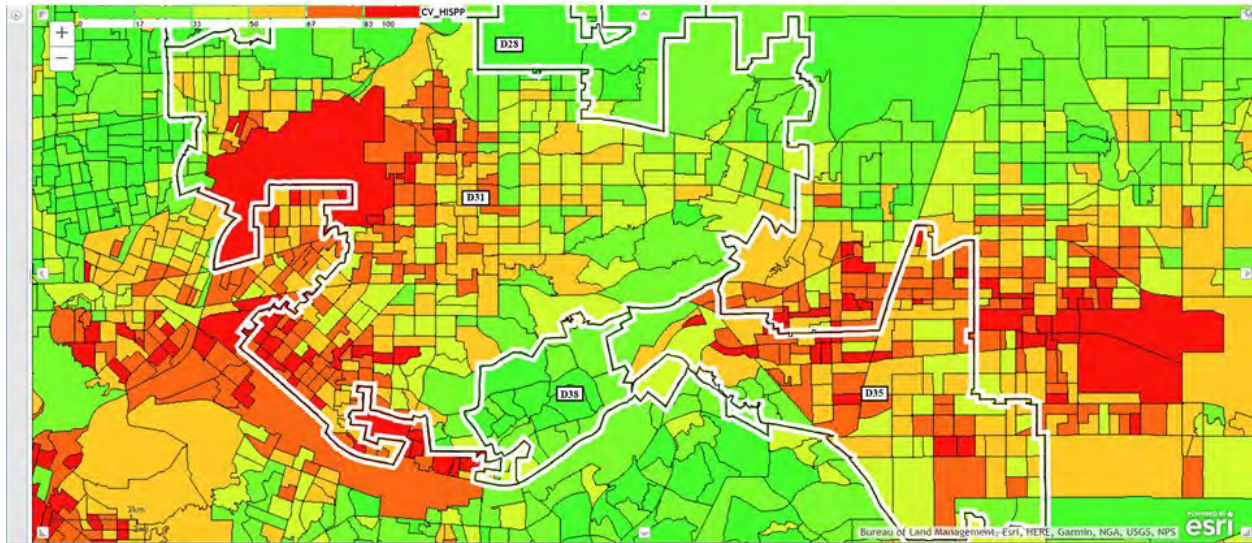 0 17 33 50 67 83 100 CV_HISPP
+
−
D28
D31
D38
D35
Bureau of Land Management, Esri, HERE, Garmin, NGA, USGS, NPS
POWERED BY
esri